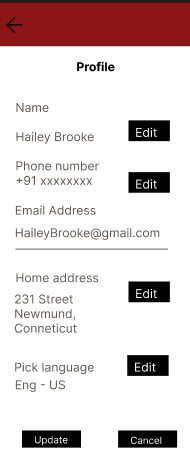 Profile
Name
Hailey Brooke Edit
Phone number
+91 xxxxxxxx Edit
Email Address
HaileyBrooke@gmail.com
Home address
231 Street Edit
Newmund,
Conneticut
Pick language Edit
Eng - US
Update Cancel